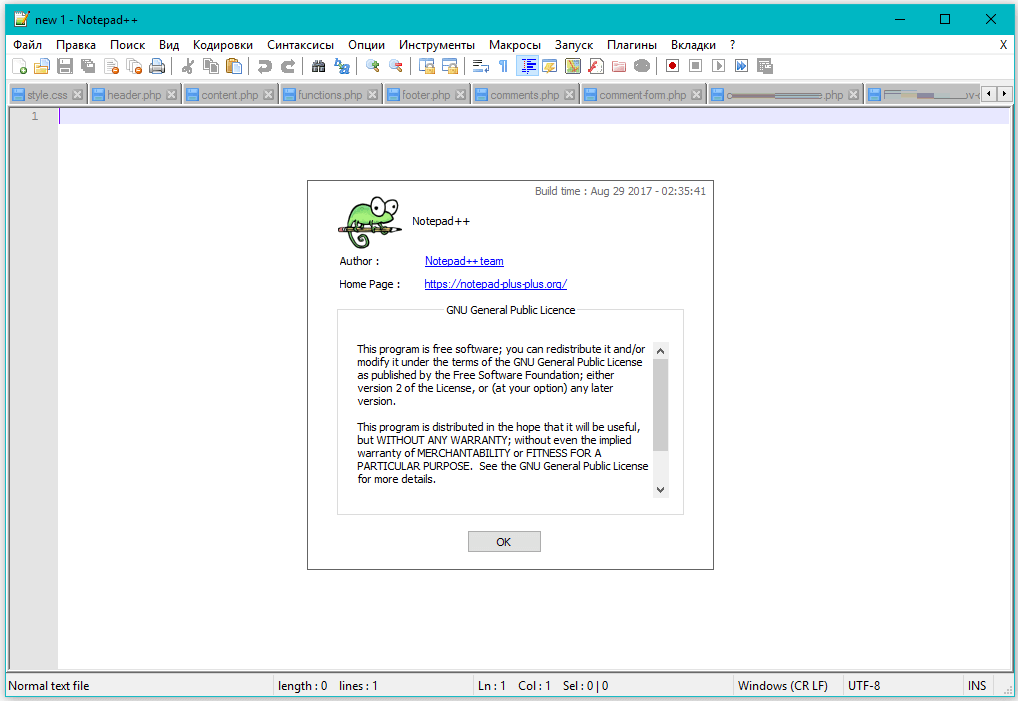 new 1 - Notepad++
Файл Правка Поиск Вид Кодировки Синтаксисы Опции Инструменты Макросы Запуск Плагины Вкладки ? X
style.css header.php content.php functions.php footer.php comments.php comment-form.php .php
1
Build time : Aug 29 2017 - 02:35:41
Notepad++
Author : Notepad++ team
Home Page : https://notepad-plus-plus.org/
GNU General Public Licence
This program is free software; you can redistribute it and/or
modify it under the terms of the GNU General Public License
as published by the Free Software Foundation; either
version 2 of the License, or (at your option) any later
version.
This program is distributed in the hope that it will be useful,
but WITHOUT ANY WARRANTY; without even the implied
warranty of MERCHANTABILITY or FITNESS FOR A
PARTICULAR PURPOSE. See the GNU General Public License
for more details.
OK
Normal text file length : 0 lines : 1 Ln : 1 Col : 1 Sel : 0 | 0 Windows (CR LF) UTF-8 INS